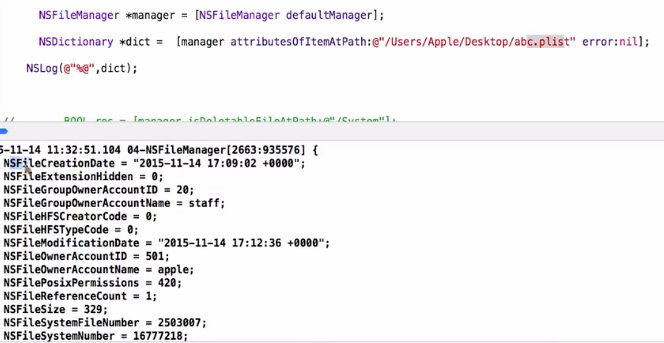 NSFileManager *manager = [NSFileManager defaultManager];
NSDictionary *dict = [manager attributesOfItemAtPath:@"/Users/Apple/Desktop/abc.plist" error:nil];
NSLog(@"%@",dict);
// BOOL res = [manager isDeletableFileAtPath:@"/System"];
5-11-14 11:32:51.104 04-NSFileManager[2663:935576] {
NSFileCreationDate = "2015-11-14 17:09:02 +0000";
NSFileExtensionHidden = 0;
NSFileGroupOwnerAccountID = 20;
NSFileGroupOwnerAccountName = staff;
NSFileHFSCreatorCode = 0;
NSFileHFSTypeCode = 0;
NSFileModificationDate = "2015-11-14 17:12:36 +0000";
NSFileOwnerAccountID = 501;
NSFileOwnerAccountName = apple;
NSFilePosixPermissions = 420;
NSFileReferenceCount = 1;
NSFileSize = 329;
NSFileSystemFileNumber = 2503007;
NSFileSystemNumber = 16777218;